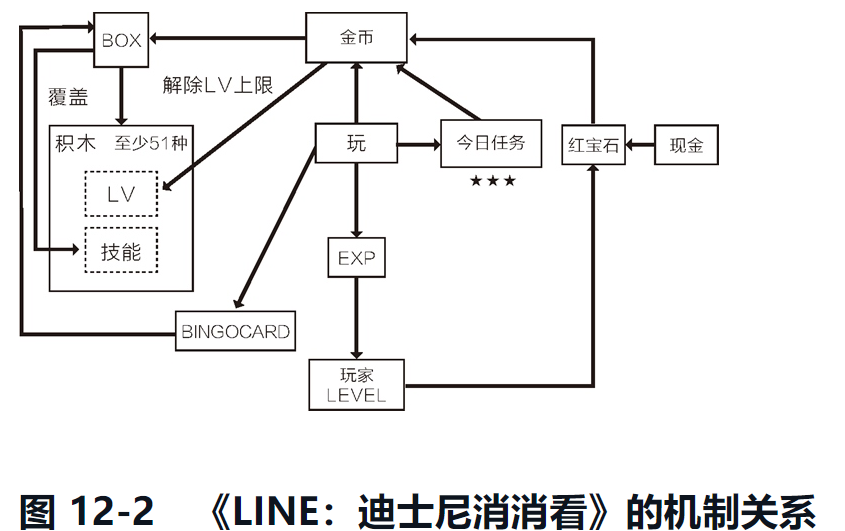 BOX
金币
覆盖
解除LV上限
积木 至少51种
玩
今日任务
★★★
红宝石
现金
LV
技能
EXP
BINGOCARD
玩家
LEVEL
图 12-2 《LINE：迪士尼消消看》的机制关系